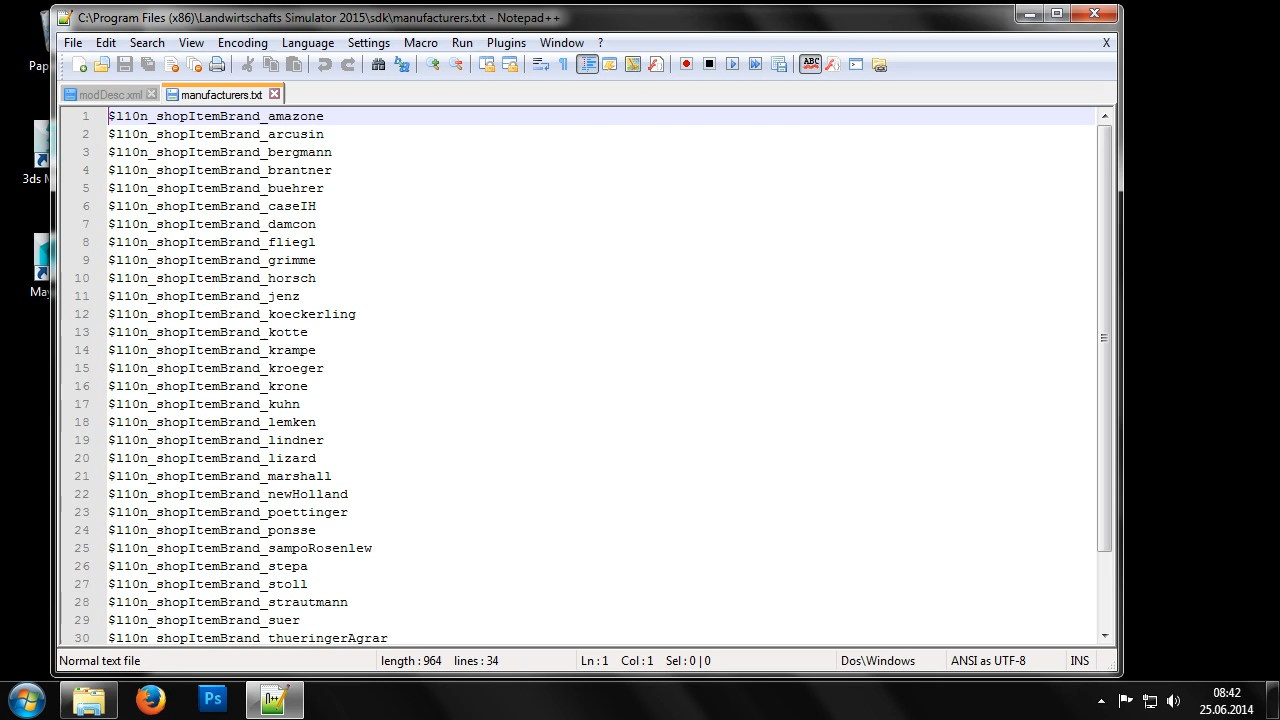 C:\Program Files (x86)\Landwirtschafts Simulator 2015\sdk\manufacturers.txt - Notepad++
File Edit Search View Encoding Language Settings Macro Run Plugins Window ? X
modDesc.xml manufacturers.txt
1 $l10n_shopItemBrand_amazone
2 $l10n_shopItemBrand_arcusin
3 $l10n_shopItemBrand_bergmann
4 $l10n_shopItemBrand_brantner
5 $l10n_shopItemBrand_buehrer
6 $l10n_shopItemBrand_caseIH
7 $l10n_shopItemBrand_damcon
8 $l10n_shopItemBrand_fliegl
9 $l10n_shopItemBrand_grimme
10 $l10n_shopItemBrand_horsch
11 $l10n_shopItemBrand_jenz
12 $l10n_shopItemBrand_koeckerling
13 $l10n_shopItemBrand_kotte
14 $l10n_shopItemBrand_krampe
15 $l10n_shopItemBrand_kroeger
16 $l10n_shopItemBrand_krone
17 $l10n_shopItemBrand_kuhn
18 $l10n_shopItemBrand_lemken
19 $l10n_shopItemBrand_lindner
20 $l10n_shopItemBrand_lizard
21 $l10n_shopItemBrand_marshall
22 $l10n_shopItemBrand_newHolland
23 $l10n_shopItemBrand_poettinger
24 $l10n_shopItemBrand_ponsse
25 $l10n_shopItemBrand_sampoRosenlew
26 $l10n_shopItemBrand_stepa
27 $l10n_shopItemBrand_stoll
28 $l10n_shopItemBrand_strautmann
29 $l10n_shopItemBrand_suer
30 $l10n_shopItemBrand_thueringerAgrar
Normal text file length : 964 lines : 34 Ln : 1 Col : 1 Sel : 0 | 0 Dos\Windows ANSI as UTF-8 INS
Pap
3ds M
May
Ps
08:42
25.06.2014